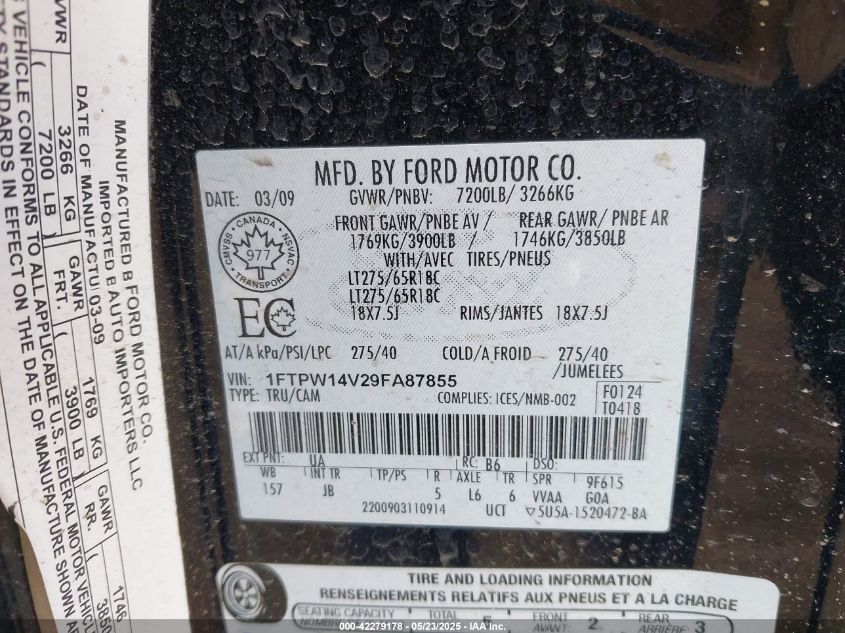 MFD. BY FORD MOTOR CO.
DATE: 03/09 GVWR/PNBV: 7200LB/ 3266KG
FRONT GAWR/PNBE AV / REAR GAWR/ PNBE AR
1769KG/3900LB / 1746KG/3850LB
WITH/AVEC TIRES/PNEUS
LT275/65R18C
LT275/65R18C
18X7.5J RIMS/JANTES 18X7.5J
CANADA
CMVSS NSVAC
977
TRANSPORT
EC
AT/A kPa/PSI/LPC 275/40 COLD/A FROID 275/40
/JUMELEES
VIN: 1FTPW14V29FA87855
TYPE: TRU/CAM COMPLIES: ICES/NMB-002
F0124
T0418
EXT PNT: UA RC: B6 DSO:
WB INT TR TP/PS R AXLE TR SPR 9F615
157 JB 5 L6 6 VVAA GOA
2200903110914 UCT 5U5A-1520472-BA
TIRE AND LOADING INFORMATION
RENSEIGNEMENTS RELATIFS AUX PNEUS ET A LA CHARGE
SEATING CAPACITY TOTAL FRONT REAR
5 AVANT: 2 ARRIÈRE: 3
MANUFACTURED B FORD MOTOR CO.
IMPORTED B AUTO IMPORTERS LLC
DATE OF MANUFACTU 03-09
GVWR GAWR FRT. GAWR RR.
3266 KG 1769 KG 1746
7200 LB 3900 LB 3850
VEHICLE CONFORMS TO ALL APPLICABLE U.S. FEDERAL MOTOR VEHICLE
STANDARDS IN EFFECT ON THE DATE OF MANUFACTURE SHOWN
000-42279178 - 05/23/2025 - IAA Inc.